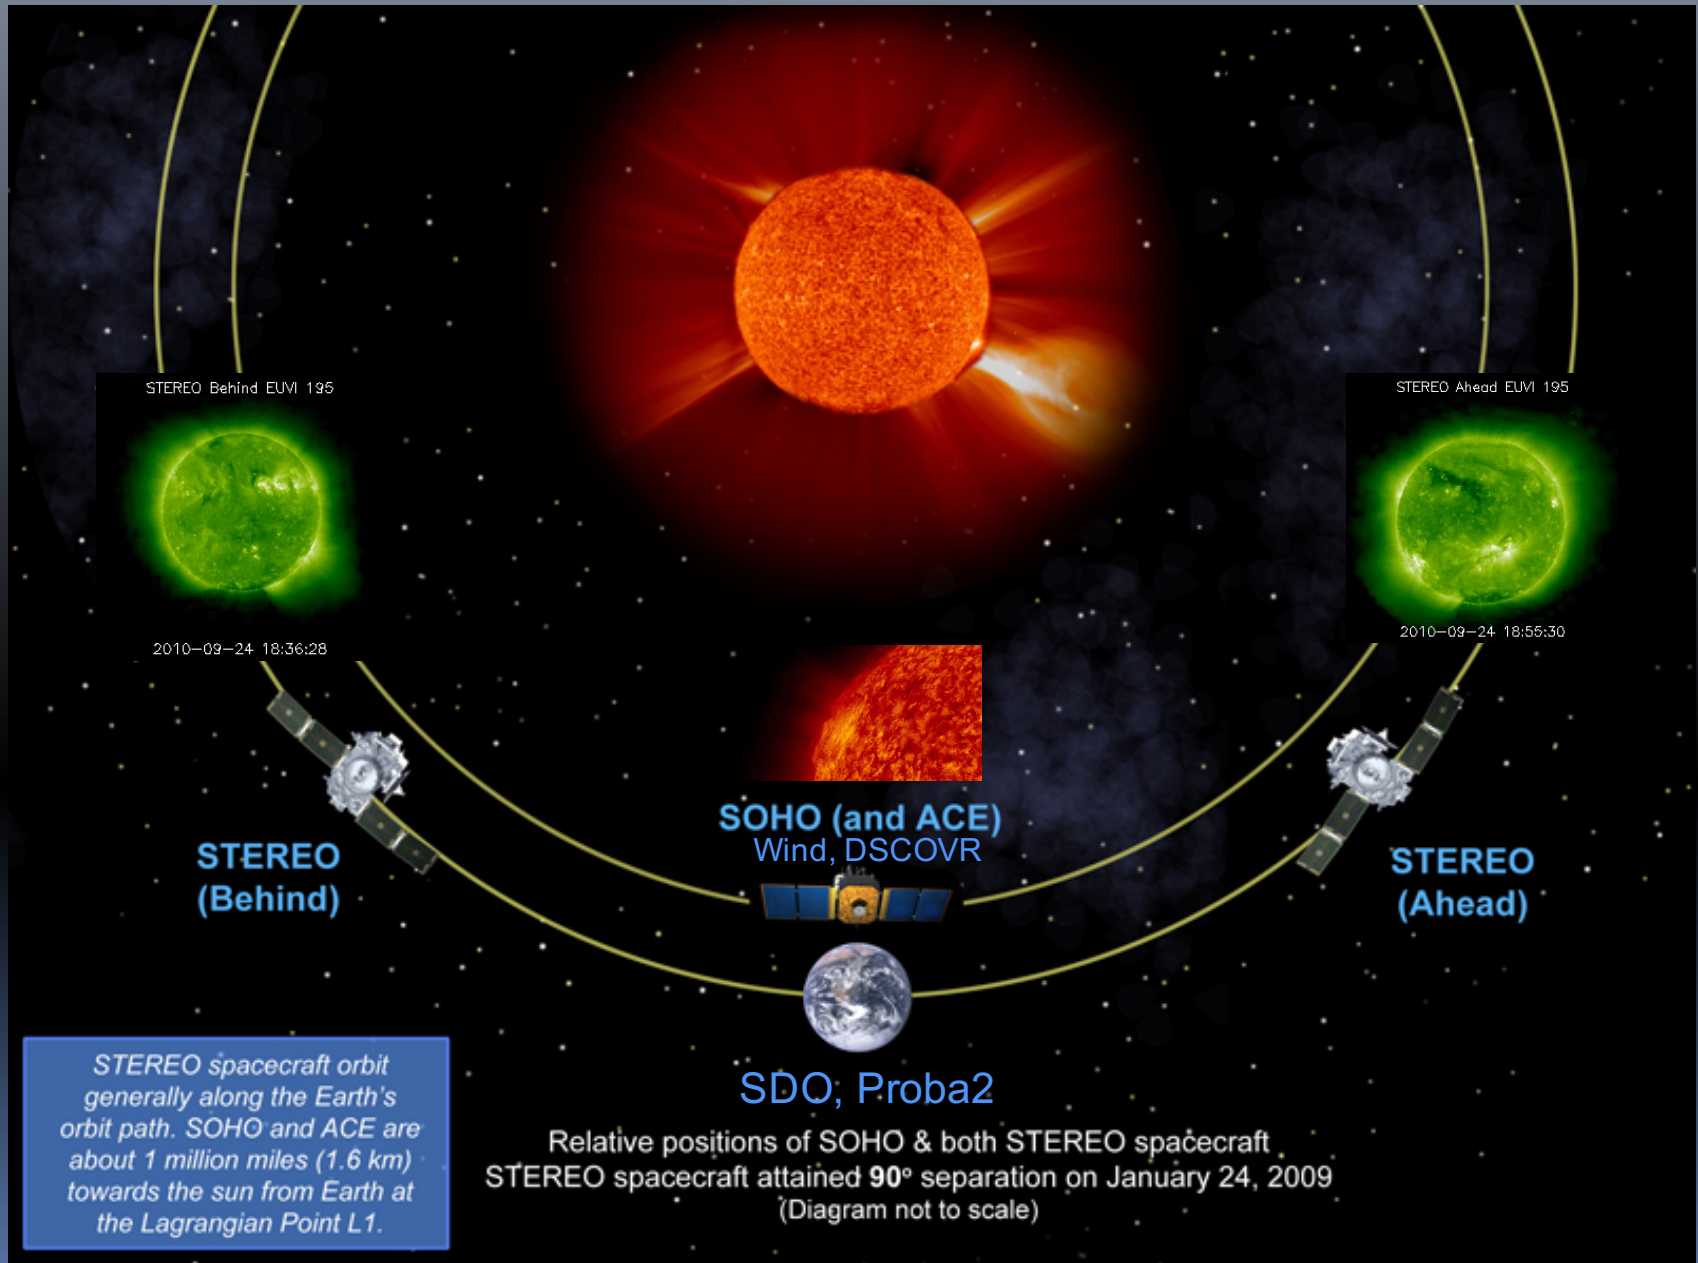 STEREO Behind EUVI 195
2010-09-24 18:36:28
STEREO Ahead EUVI 195
2010-09-24 18:55:30
SOHO (and ACE)
Wind, DSCOVR
STEREO
(Behind)
STEREO
(Ahead)
SDO, Proba2
Relative positions of SOHO & both STEREO spacecraft
STEREO spacecraft attained 90° separation on January 24, 2009
(Diagram not to scale)
STEREO spacecraft orbit
generally along the Earth's
orbit path. SOHO and ACE are
about 1 million miles (1.6 km)
towards the sun from Earth at
the Lagrangian Point L1.